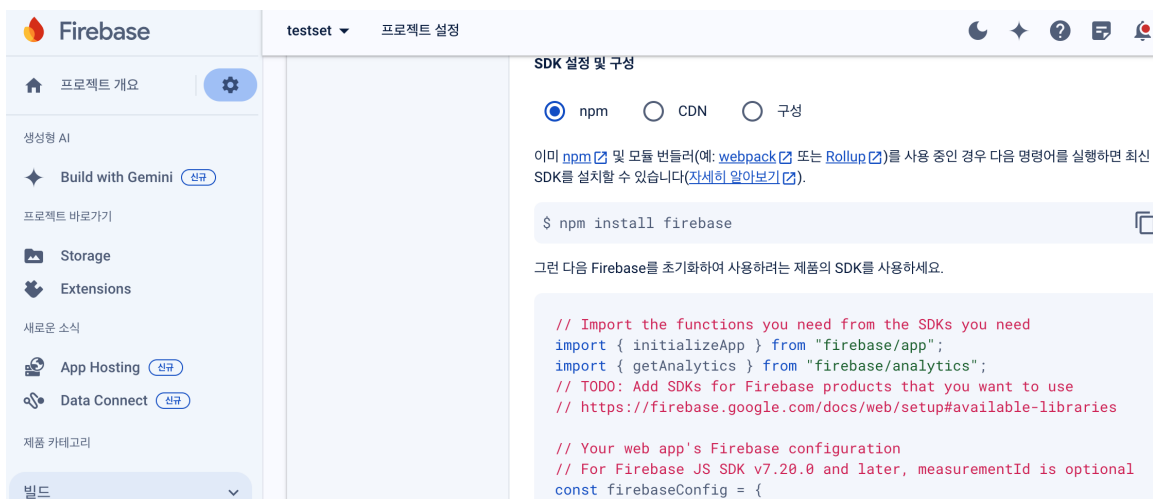 Firebase
testset
프로젝트 설정
프로젝트 개요
생성형 AI
Build with Gemini 신규
프로젝트 바로가기
Storage
Extensions
새로운 소식
App Hosting 신규
Data Connect 신규
제품 카테고리
빌드
SDK 설정 및 구성
npm
CDN
구성
이미 npm 및 모듈 번들러(예: webpack 또는 Rollup)를 사용 중인 경우 다음 명령어를 실행하면 최신
SDK를 설치할 수 있습니다(자세히 알아보기).
$ npm install firebase
그런 다음 Firebase를 초기화하여 사용하려는 제품의 SDK를 사용하세요.
// Import the functions you need from the SDKs you need
import { initializeApp } from "firebase/app";
import { getAnalytics } from "firebase/analytics";
// TODO: Add SDKs for Firebase products that you want to use
// https://firebase.google.com/docs/web/setup#available-libraries
// Your web app's Firebase configuration
// For Firebase JS SDK v7.20.0 and later, measurementId is optional
const firebaseConfig = {